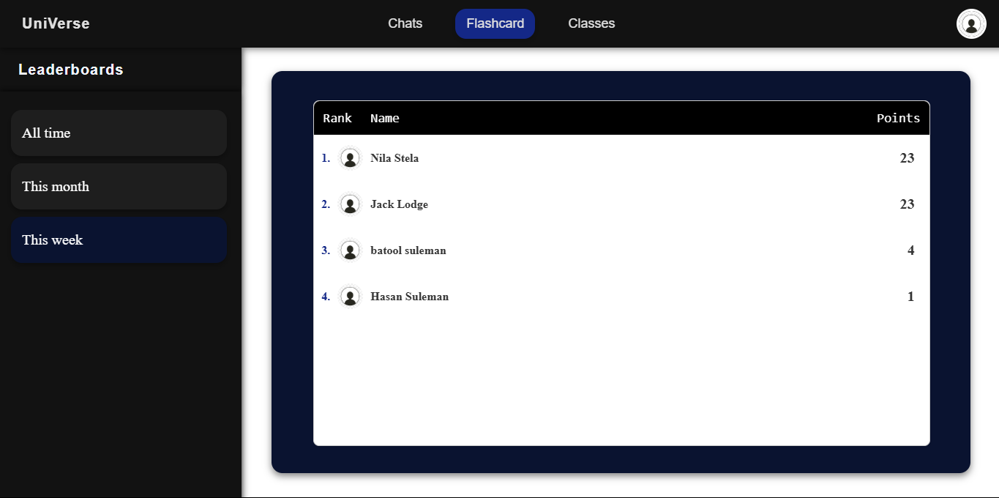 UniVerse Chats Flashcard Classes
Leaderboards
All time
This month
This week
Rank Name Points
1. Nila Stela 23
2. Jack Lodge 23
3. batool suleman 4
4. Hasan Suleman 1